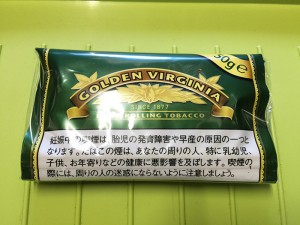 50g e
GOLDEN VIRGINIA
SINCE 1877
ROLLING TOBACCO
妊娠中の喫煙は、胎児の発育障害や早産の原因の一つと
なります。たばこの煙は、あなたの周りの人、特に乳幼児、
子供、お年寄りなどの健康に悪影響を及ぼします。喫煙
の際には、周りの人の迷惑にならないように注意しましょう。